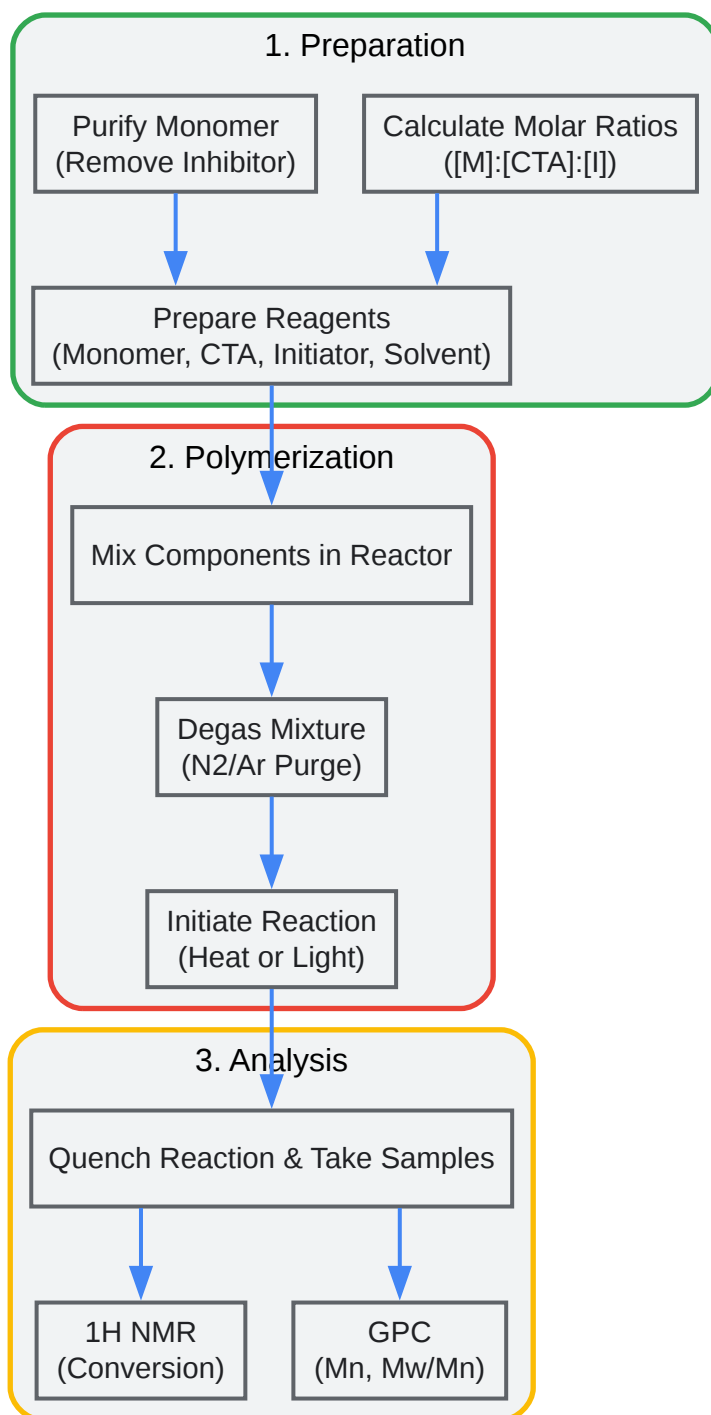 1. Preparation
Purify Monomer
(Remove Inhibitor)
Calculate Molar Ratios
([M]:[CTA]:[I])
Prepare Reagents
(Monomer, CTA, Initiator, Solvent)
2. Polymerization
Mix Components in Reactor
Degas Mixture
(N2/Ar Purge)
Initiate Reaction
(Heat or Light)
3. Analysis
Quench Reaction & Take Samples
1H NMR
(Conversion)
GPC
(Mn, Mw/Mn)